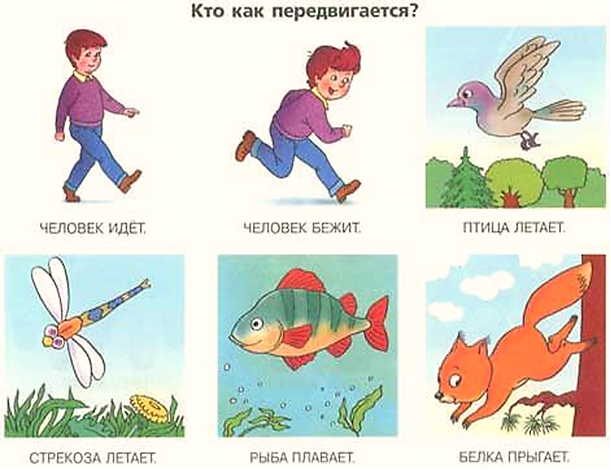 Кто как передвигается?
ЧЕЛОВЕК ИДЁТ.
ЧЕЛОВЕК БЕЖИТ.
ПТИЦА ЛЕТАЕТ.
СТРЕКОЗА ЛЕТАЕТ.
РЫБА ПЛАВАЕТ.
БЕЛКА ПРЫГАЕТ.